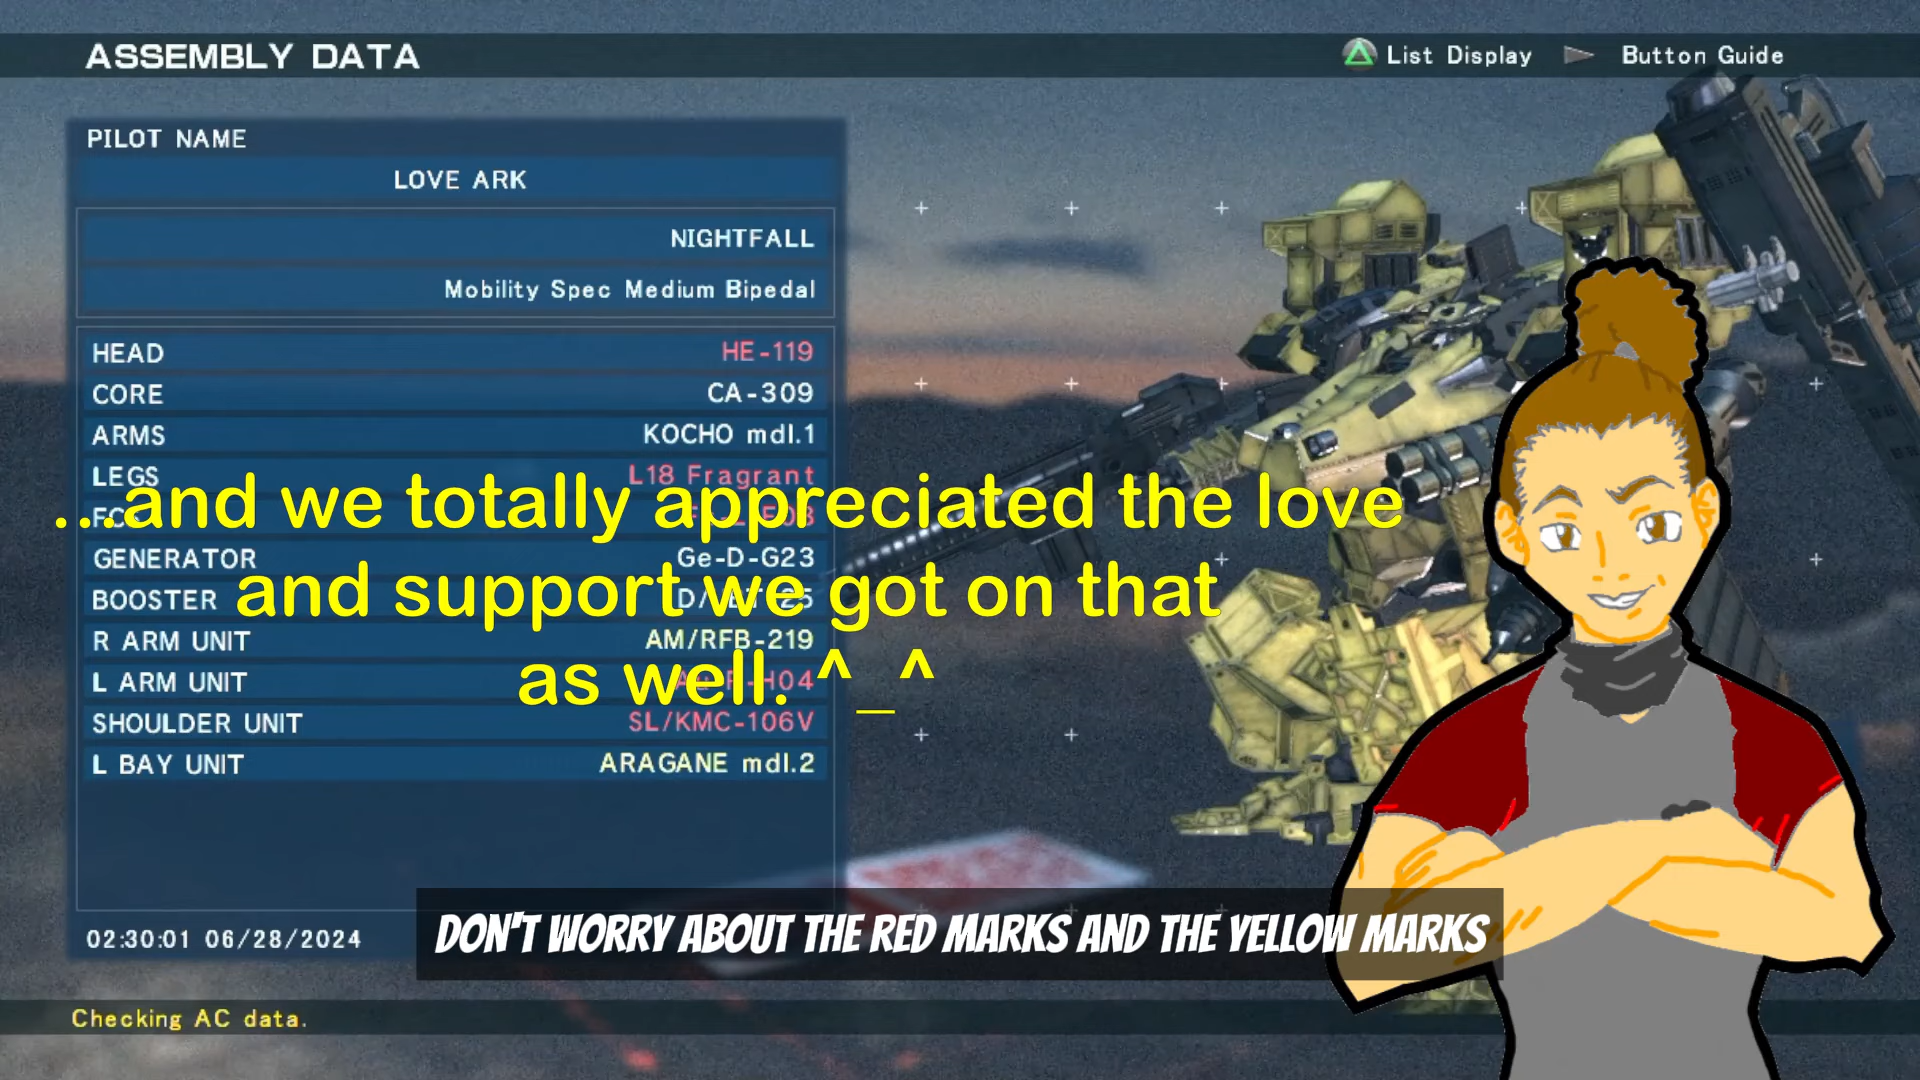 ASSEMBLY DATA
List Display
Button Guide
PILOT NAME
LOVE ARK
NIGHTFALL
Mobility Spec Medium Bipedal
HEAD HE-119
CORE CA-309
ARMS KOCHO mdl.1
LEGS L18 Fragrant
...and we totally appreciated the love
GENERATOR Ge-D-G23
BOOSTER
and support we got on that
R ARM UNIT AM/RFB-219
L ARM UNIT
as well. ^_^
SHOULDER UNIT SL/KMC-106V
L BAY UNIT ARAGANE mdl.2
DON'T WORRY ABOUT THE RED MARKS AND THE YELLOW MARKS
02:30:01 06/28/2024
Checking AC data.